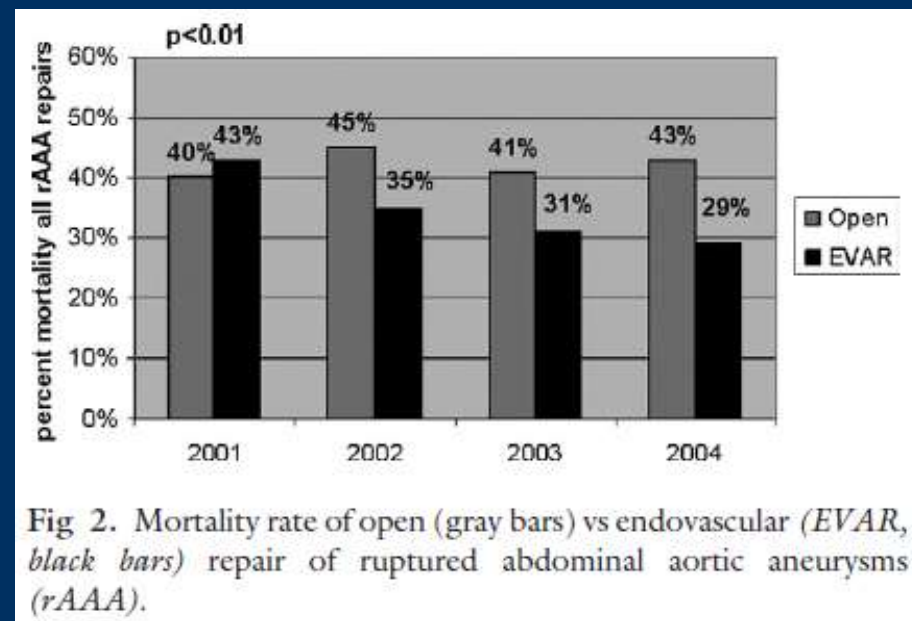 p<0.01
percent mortality all rAAA repairs
60%
50%
40%
30%
20%
10%
0%
40%
43%
45%
35%
41%
31%
43%
29%
2001
2002
2003
2004
Open
EVAR
Fig 2. Mortality rate of open (gray bars) vs endovascular (EVAR,
black bars) repair of ruptured abdominal aortic aneurysms
(rAAA).